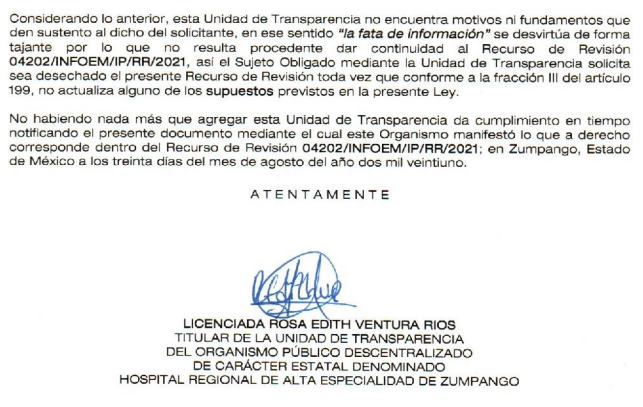 Considerando lo anterior, esta Unidad de Transparencia no encuentra motivos ni fundamentos que
den sustento al dicho del solicitante, en ese sentido "la fata de información" se desvirtúa de forma
tajante por lo que no resulta procedente dar continuidad al Recurso de Revisión
04202/INFOEM/IP/RR/2021, así el Sujeto Obligado mediante la Unidad de Transparencia solicita
sea desechado el presente Recurso de Revisión toda vez que conforme a la fracción III del artículo
199, no actualiza alguno de los supuestos previstos en la presente Ley.
No habiendo nada más que agregar esta Unidad de Transparencia da cumplimiento en tiempo
notificando el presente documento mediante el cual este Organismo manifestó lo que a derecho
corresponde dentro del Recurso de Revisión 04202/INFOEM/IP/RR/2021; en Zumpango, Estado
de México a los treinta días del mes de agosto del año dos mil veintiuno.
ATENTAMENTE
LICENCIADA ROSA EDITH VENTURA RIOS
TITULAR DE LA UNIDAD DE TRANSPARENCIA
DEL ORGANISMO PÚBLICO DESCENTRALIZADO
DE CARÁCTER ESTATAL DENOMINADO
HOSPITAL REGIONAL DE ALTA ESPECIALIDAD DE ZUMPANGO